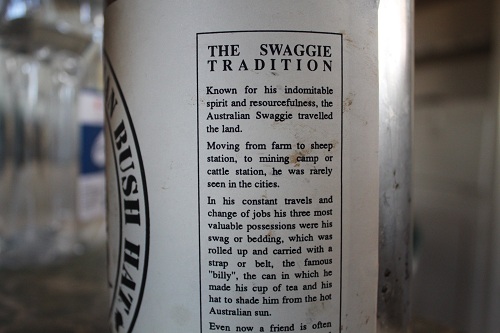 THE SWAGGIE
TRADITION
Known for his indomitable
spirit and resourcefulness, the
Australian Swaggie travelled
the land.
Moving from farm to sheep
station, to mining camp or
cattle station, he was rarely
seen in the cities.
In his constant travels and
change of jobs his three most
valuable possessions were his
swag or bedding, which was
rolled up and carried with a
strap or belt, the famous
"billy", the can in which he
made his cup of tea and his
hat to shade him from the hot
Australian sun.
Even now a friend is often
BUSH HAT